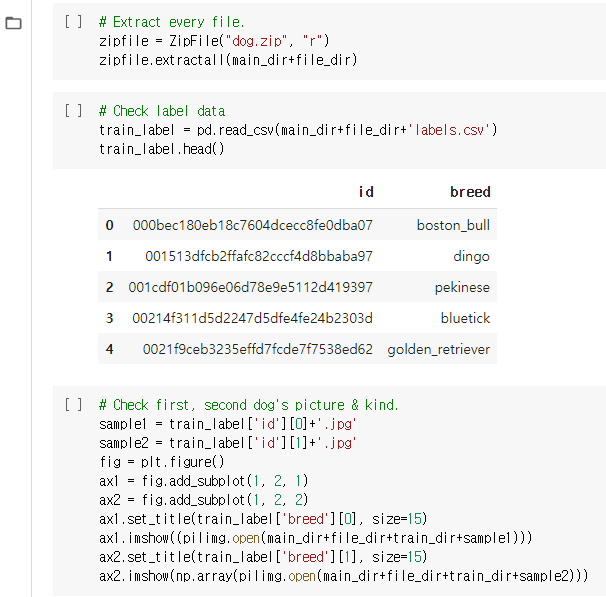 [ ] # Extract every file.
zipfile = ZipFile("dog.zip", "r")
zipfile.extractall(main_dir+file_dir)
[ ] # Check label data
train_label = pd.read_csv(main_dir+file_dir+'labels.csv')
train_label.head()
id breed
0 000bec180eb18c7604dcecc8fe0dba07 boston_bull
1 001513dfcb2ffafc82cccf4d8bbaba97 dingo
2 001cdf01b096e06d78e9e5112d419397 pekinese
3 00214f311d5d2247d5dfe4fe24b2303d bluetick
4 0021f9ceb3235effd7fcde7f7538ed62 golden_retriever
[ ] # Check first, second dog's picture & kind.
sample1 = train_label['id'][0]+'.jpg'
sample2 = train_label['id'][1]+'.jpg'
fig = plt.figure()
ax1 = fig.add_subplot(1, 2, 1)
ax2 = fig.add_subplot(1, 2, 2)
ax1.set_title(train_label['breed'][0], size=15)
ax1.imshow((pilimg.open(main_dir+file_dir+train_dir+sample1)))
ax2.set_title(train_label['breed'][1], size=15)
ax2.imshow(np.array(pilimg.open(main_dir+file_dir+train_dir+sample2)))